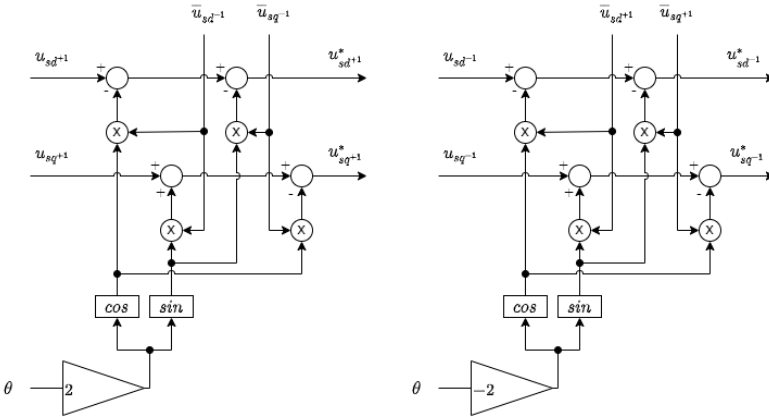 ū_sd⁻¹ ū_sq⁻¹ ū_sd⁺¹ ū_sq⁺¹
u_sd⁺¹ + - + - u*_sd⁺¹ u_sd⁻¹ + - + - u*_sd⁻¹
X X X X
u_sq⁺¹ + + + - u*_sq⁺¹ u_sq⁻¹ + + + - u*_sq⁻¹
X X X X
cos sin cos sin
θ 2 θ −2